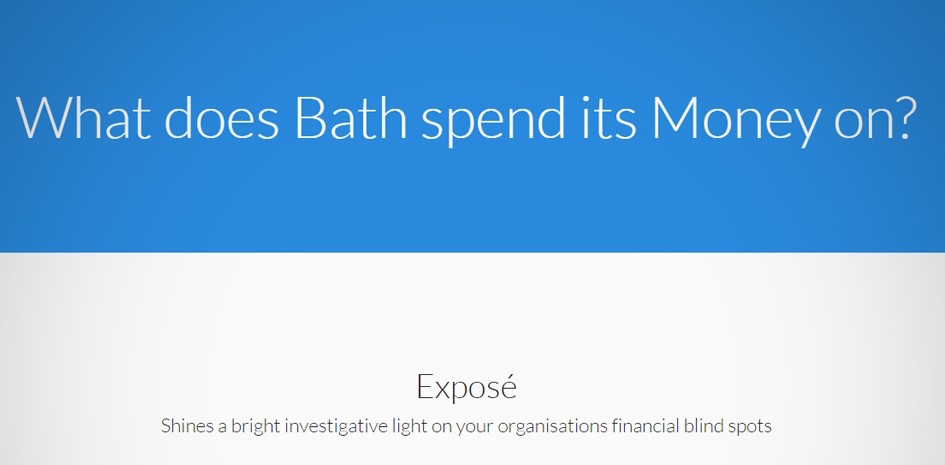 What does Bath spend its Money on?
Exposé
Shines a bright investigative light on your organisations financial blind spots